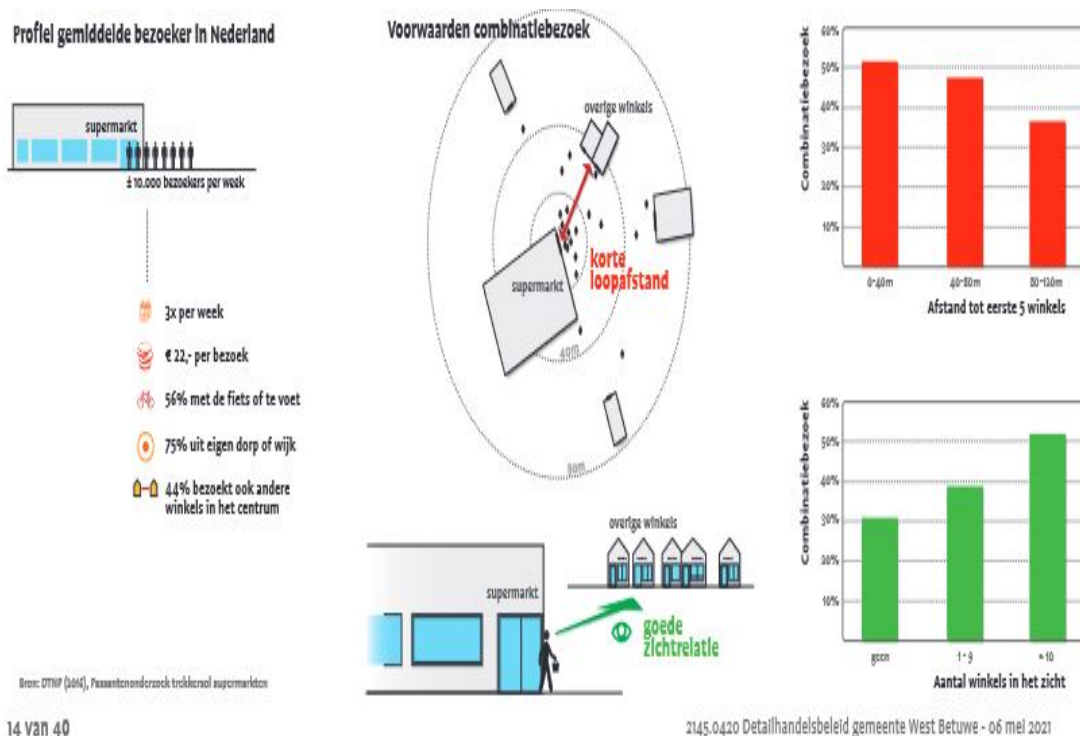 Profiel gemiddelde bezoeker in Nederland
supermarkt
± 10.000 bezoekers per week
3x per week
€ 22,- per bezoek
56% met de fiets of te voet
75% uit eigen dorp of wijk
44% bezoekt ook andere
winkels in het centrum
Bron: DTNP (2016), Passantenonderzoek trekkersrol supermarkten
Voorwaarden combinatiebezoek
overige winkels
korte
loopafstand
supermarkt
40m
80m
overige winkels
supermarkt
goede
zichtrelatie
Combinatiebezoek
60%
50%
40%
30%
20%
10%
0-40m
40-80m
80-120m
Afstand tot eerste 5 winkels
Combinatiebezoek
60%
50%
40%
30%
20%
10%
geen
1 - 9
Aantal winkels in het zicht
14 van 40
2145.0420 Detailhandelsbeleid gemeente West Betuwe - 06 mei 2021